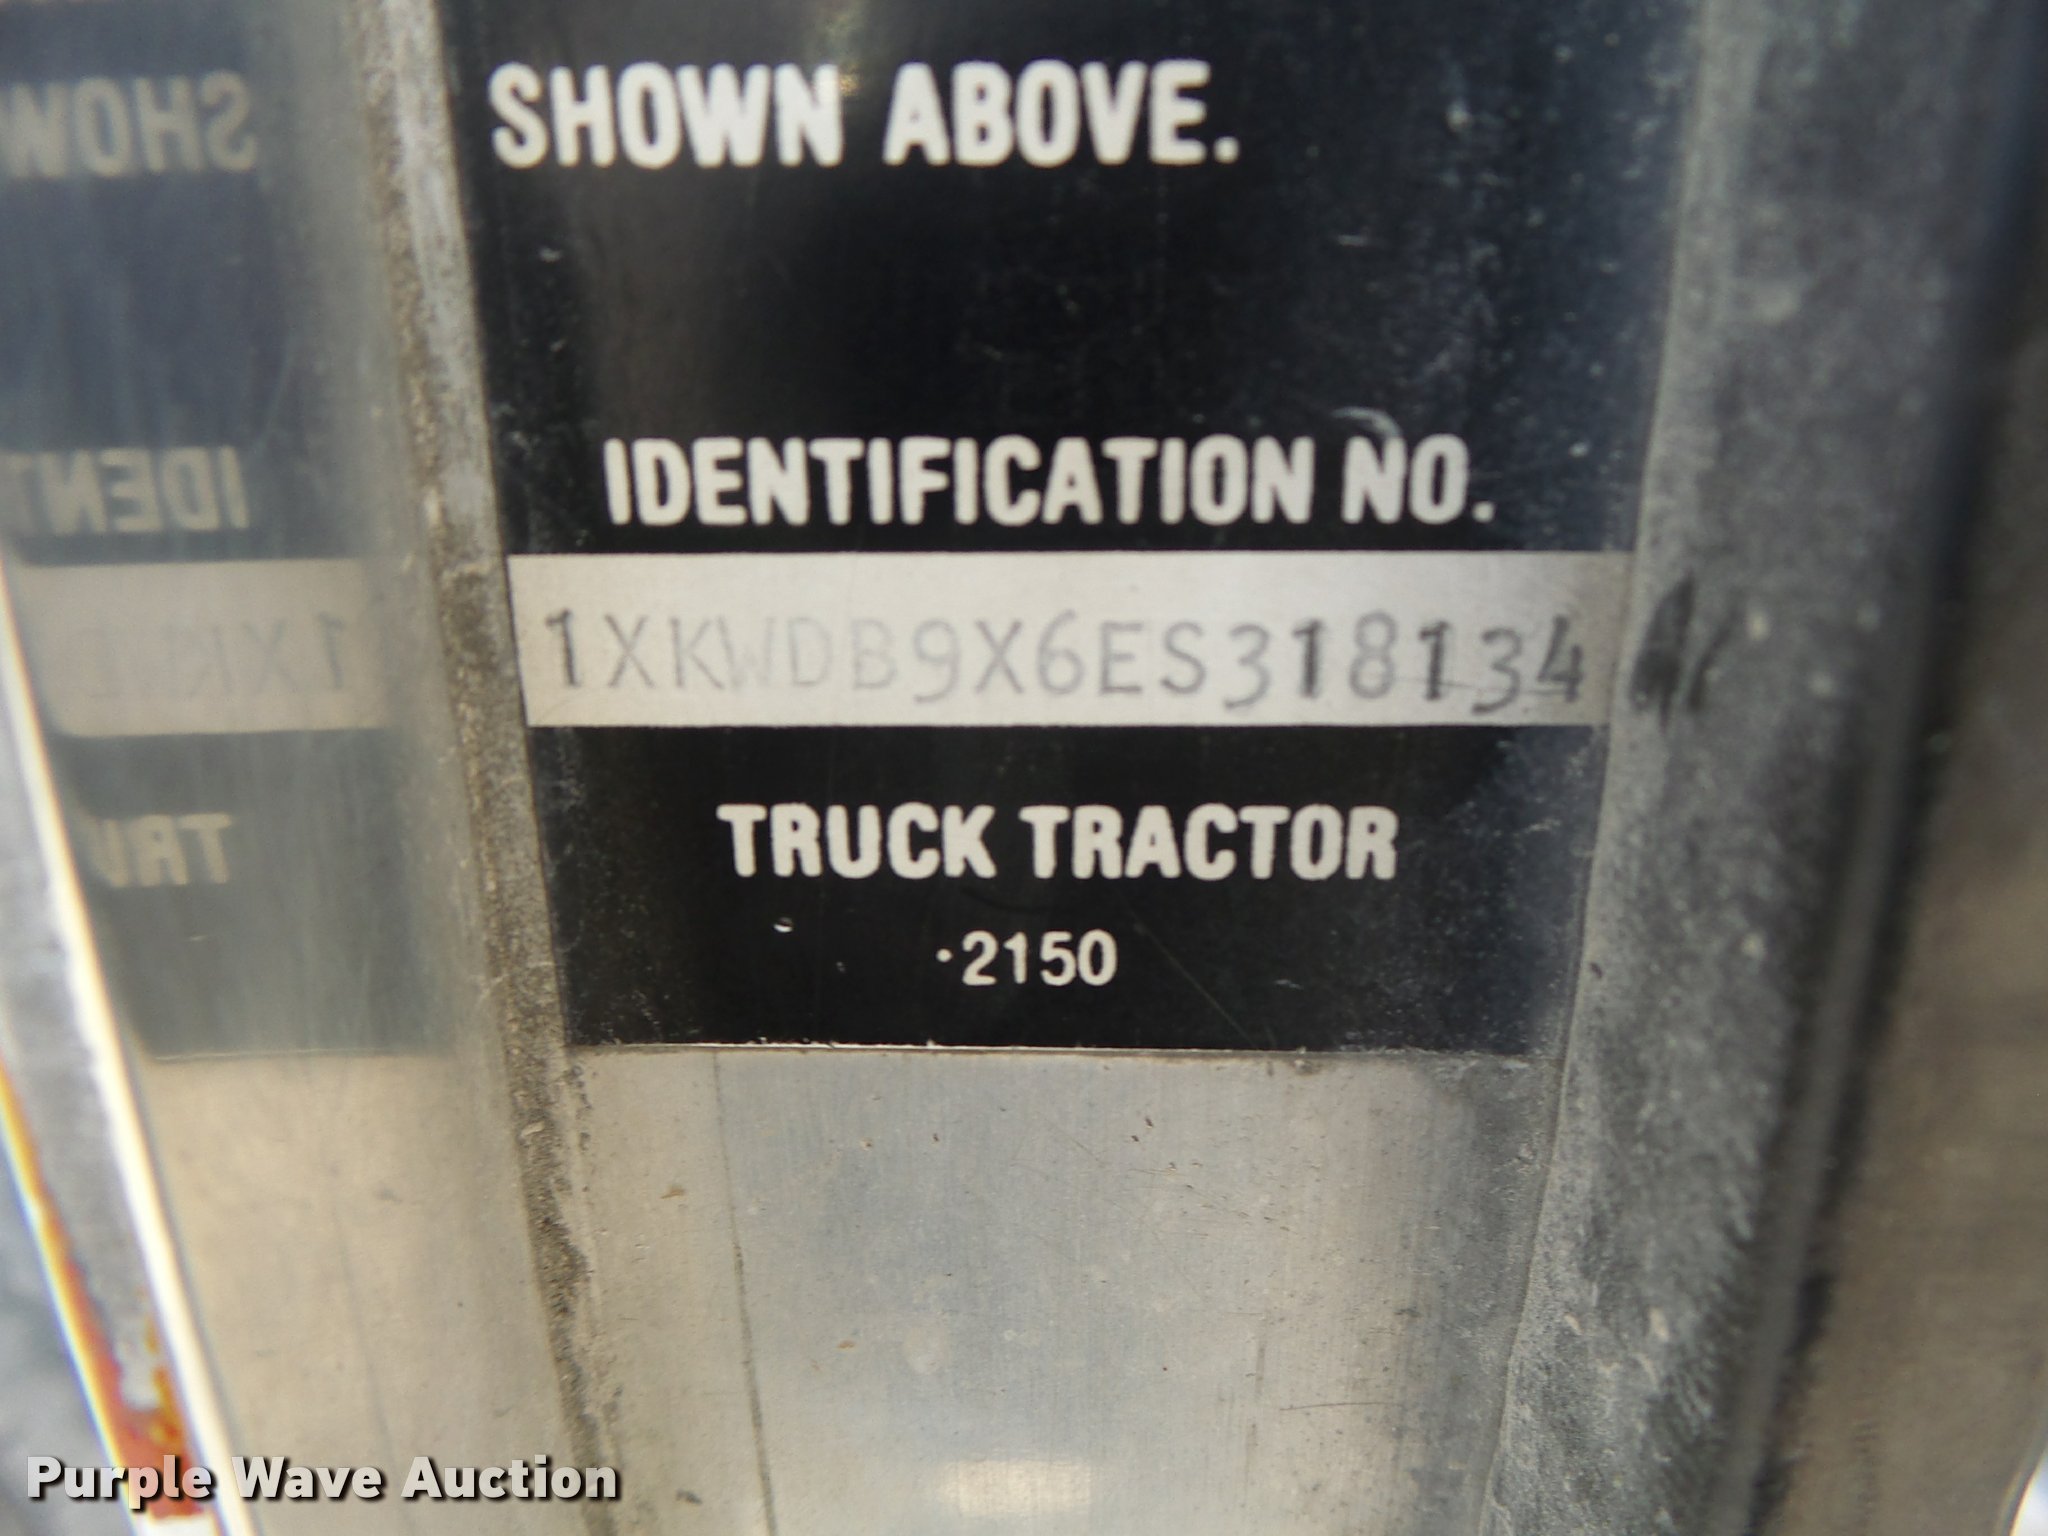 SHOWN ABOVE.
IDENTIFICATION NO.
1XKWDB9X6ES318134
TRUCK TRACTOR
·2150
Purple Wave Auction